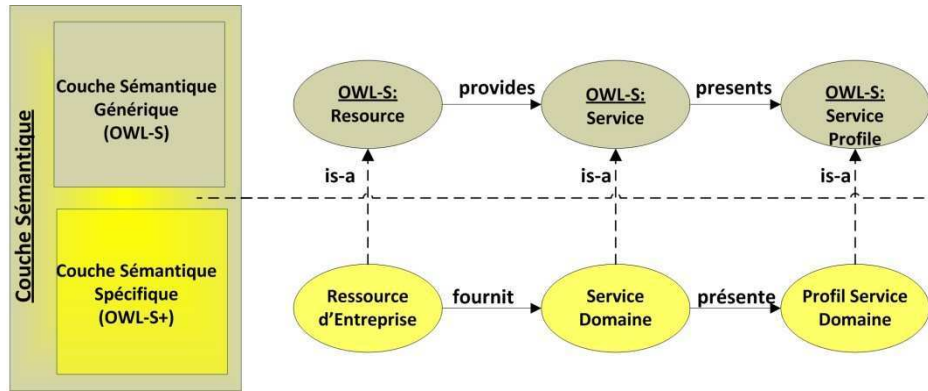 Couche Sémantique
Couche Sémantique
Générique
(OWL-S)
Couche Sémantique
Spécifique
(OWL-S+)
OWL-S:
Resource
provides
OWL-S:
Service
presents
OWL-S:
Service
Profile
is-a
is-a
is-a
Ressource
d'Entreprise
fournit
Service
Domaine
présente
Profil Service
Domaine